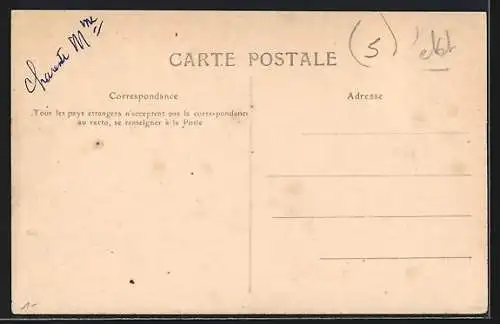 Charente Mme
(5)
CARTE POSTALE
Correspondance
Adresse
Tous les pays étrangers n'acceptent pas la correspondance
au recto, se renseigner à la Poste